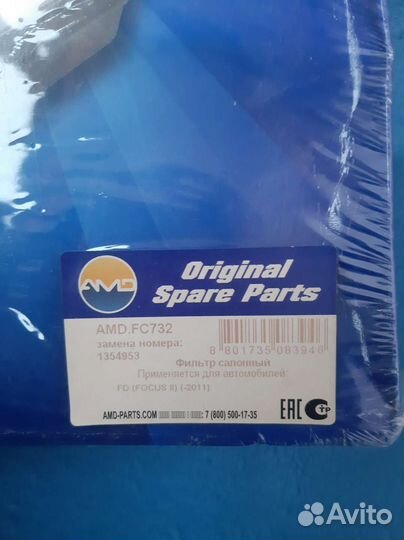 AMD
Original
Spare Parts
AMD.FC732
замена номера:
1354953
8 801735 083948
Фильтр салонный
Применяется для автомобилей:
FD (FOCUS II) (-2011)
AMD-PARTS.COM
7 (800) 500-17-35
EAC
СТР
Avito